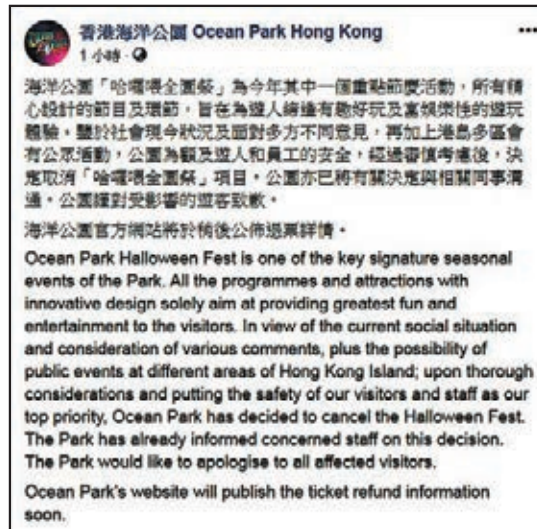 香港海洋公園 Ocean Park Hong Kong
1 小時
海洋公園「哈囉喂全園祭」為今年其中一個重點節慶活動，所有精
心設計的節目及環節，旨在為遊人締造有趣好玩及富娛樂性的遊玩
體驗。鑒於社會現今狀況及面對多方不同意見，再加上港島多區會
有公眾活動，公園為顧及遊人和員工的安全，經過審慎考慮後，決
定取消「哈囉喂全園祭」項目。公園亦已將有關決定與相關同事溝
通。公園謹對受影響的遊客致歉。
海洋公園官方網站將於稍後公佈退票詳情。
Ocean Park Halloween Fest is one of the key signature seasonal
events of the Park. All the programmes and attractions with
innovative design solely aim at providing greatest fun and
entertainment to the visitors. In view of the current social situation
and consideration of various comments, plus the possibility of
public events at different areas of Hong Kong Island; upon thorough
considerations and putting the safety of our visitors and staff as our
top priority, Ocean Park has decided to cancel the Halloween Fest.
The Park has already informed concerned staff on this decision.
The Park would like to apologise to all affected visitors.
Ocean Park's website will publish the ticket refund information
soon.